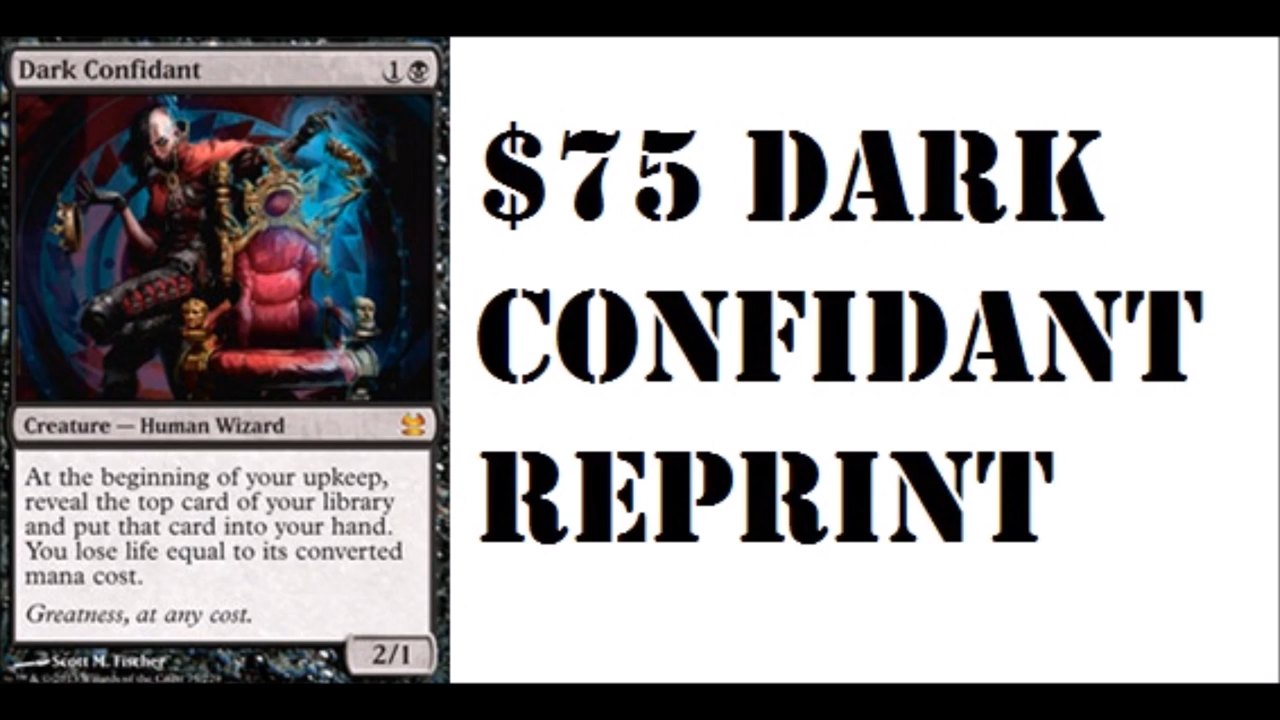 Dark Confidant 1
$75 DARK
CONFIDANT
REPRINT
Creature — Human Wizard
At the beginning of your upkeep,
reveal the top card of your library
and put that card into your hand.
You lose life equal to its converted
mana cost.
Greatness, at any cost.
2/1
Scott M. Fischer